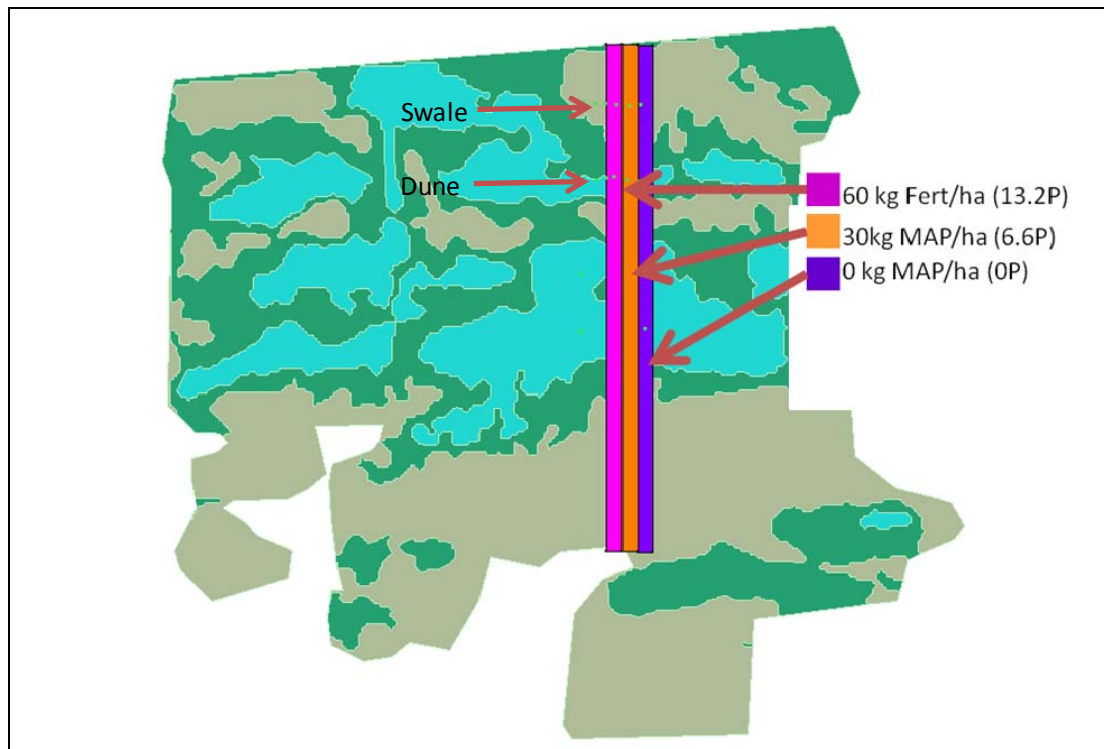 Swale
Dune
60 kg Fert/ha (13.2P)
30kg MAP/ha (6.6P)
0 kg MAP/ha (0P)